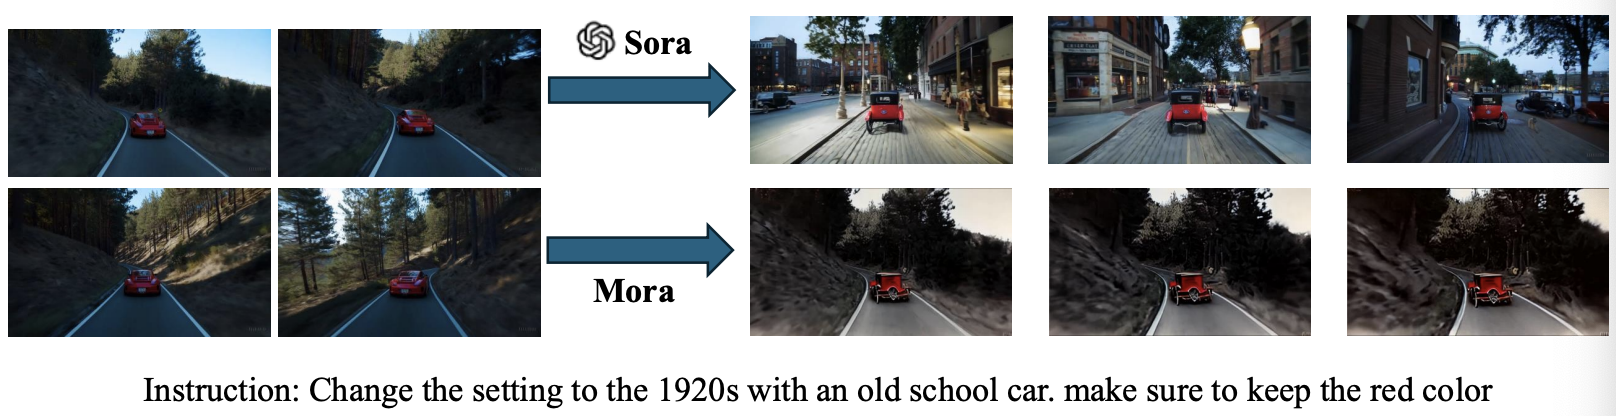 Sora
Mora
Instruction: Change the setting to the 1920s with an old school car. make sure to keep the red color